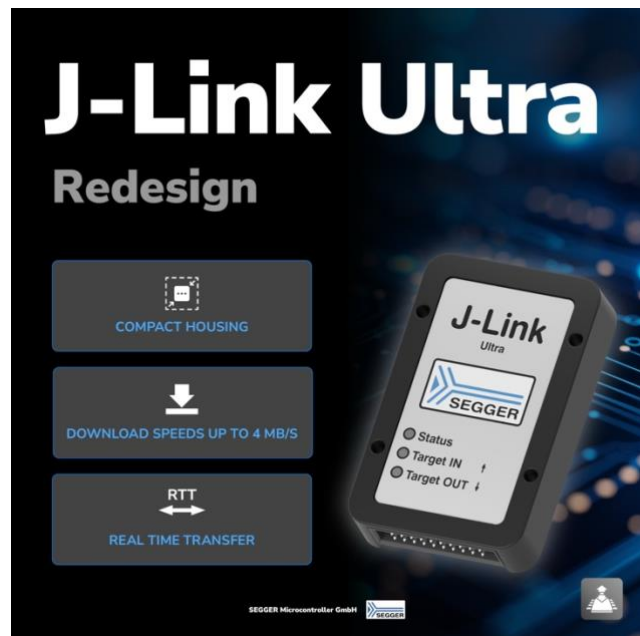 J-Link Ultra
Redesign
COMPACT HOUSING
DOWNLOAD SPEEDS UP TO 4 MB/S
RTT
REAL TIME TRANSFER
J-Link
Ultra
SEGGER
Status
Target IN ↑
Target OUT ↓
SEGGER Microcontroller GmbH SEGGER